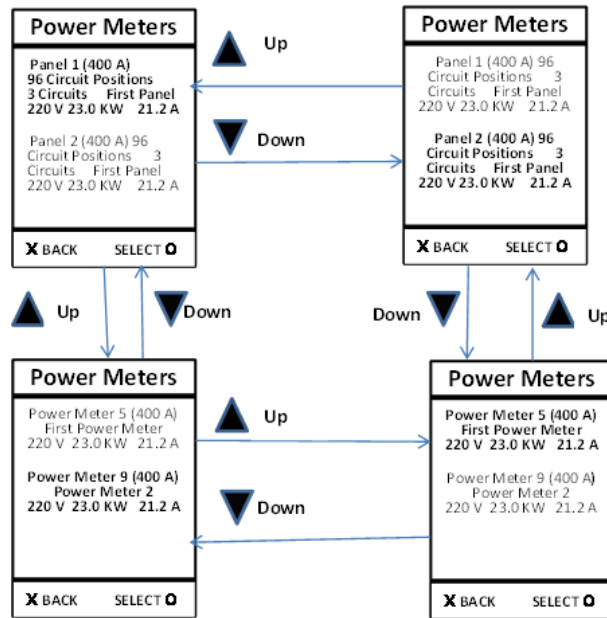 Power Meters
Panel 1 (400 A)
96 Circuit Positions
3 Circuits First Panel
220 V 23.0 KW 21.2 A
Panel 2 (400 A) 96
Circuit Positions 3
Circuits First Panel
220 V 23.0 KW 21.2 A
X BACK SELECT O
Up
Down
Power Meters
Panel 1 (400 A) 96
Circuit Positions 3
Circuits First Panel
220 V 23.0 KW 21.2 A
Panel 2 (400 A) 96
Circuit Positions 3
Circuits First Panel
220 V 23.0 KW 21.2 A
X BACK SELECT O
Up
Down
Down
Up
Power Meters
Power Meter 5 (400 A)
First Power Meter
220 V 23.0 KW 21.2 A
Power Meter 9 (400 A)
Power Meter 2
220 V 23.0 KW 21.2 A
X BACK SELECT O
Up
Down
Power Meters
Power Meter 5 (400 A)
First Power Meter
220 V 23.0 KW 21.2 A
Power Meter 9 (400 A)
Power Meter 2
220 V 23.0 KW 21.2 A
X BACK SELECT O